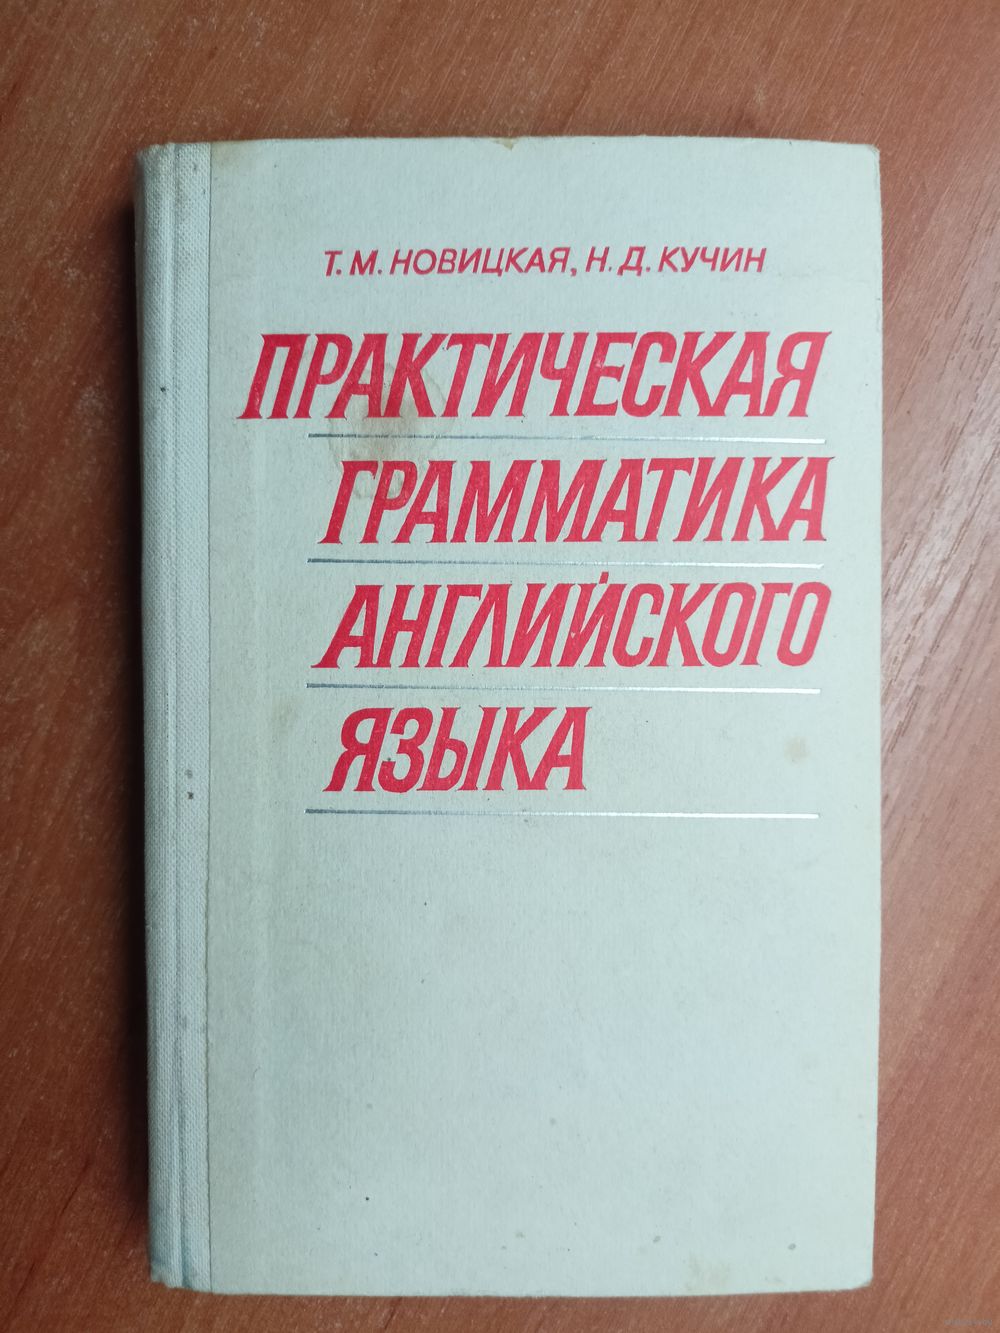 Т. М. НОВИЦКАЯ, Н. Д. КУЧИН
ПРАКТИЧЕСКАЯ
ГРАММАТИКА
АНГЛИЙСКОГО
ЯЗЫКА